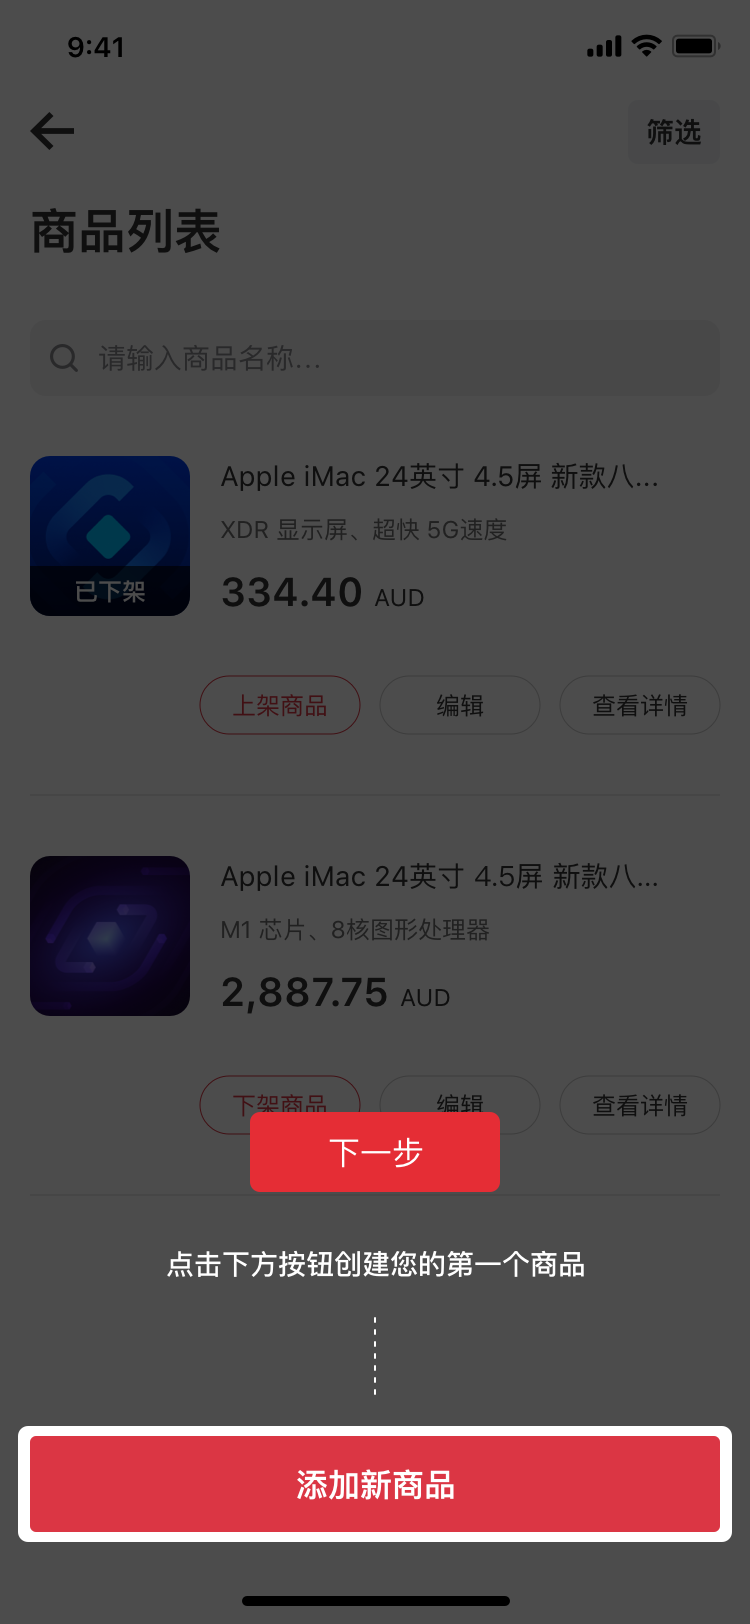 9:41
筛选
商品列表
请输入商品名称...
Apple iMac 24英寸 4.5屏 新款八...
XDR 显示屏、超快 5G速度
334.40 AUD
已下架
上架商品 编辑 查看详情
Apple iMac 24英寸 4.5屏 新款八...
M1 芯片、8核图形处理器
2,887.75 AUD
下架商品 编辑 查看详情
下一步
点击下方按钮创建您的第一个商品
添加新商品